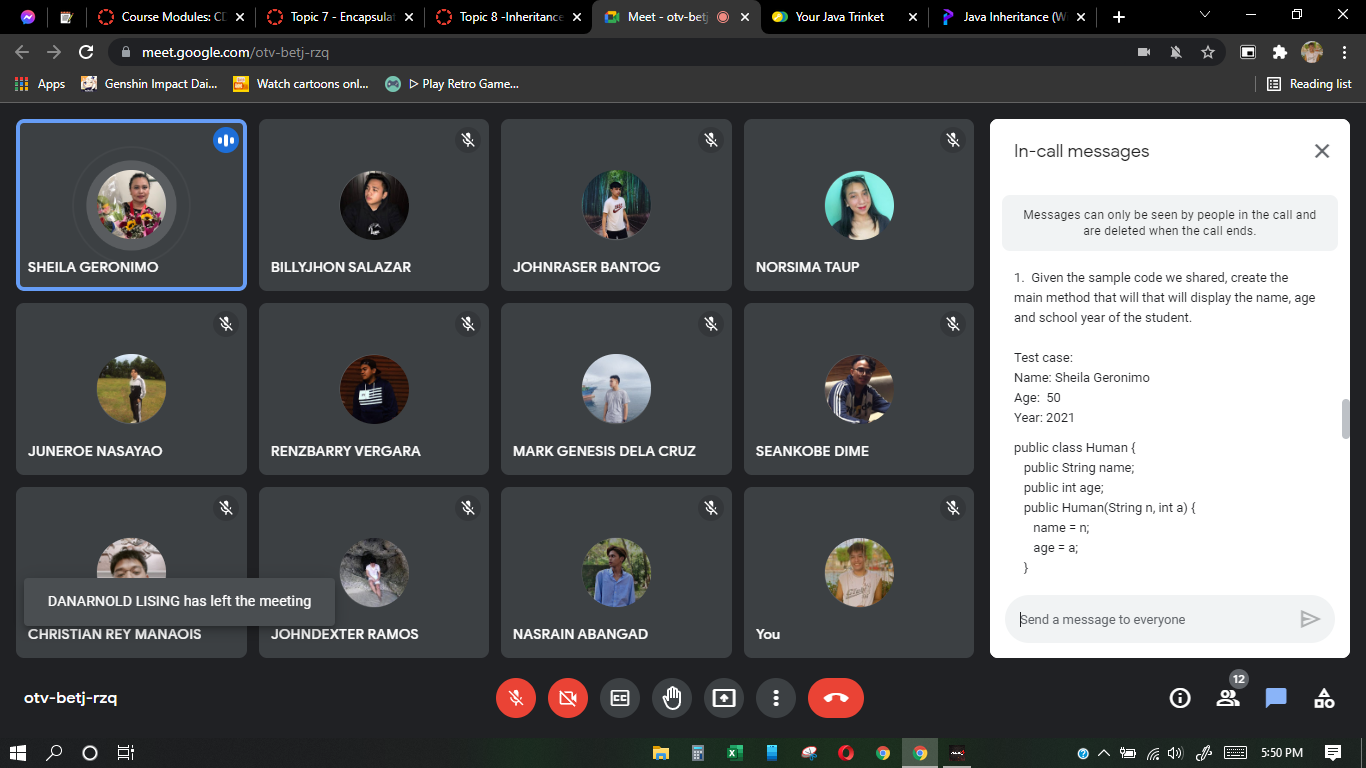 Course Modules: CD
Topic 7 - Encapsulat
Topic 8 -Inheritance
Meet - otv-betj
Your Java Trinket
Java Inheritance (W
meet.google.com/otv-betj-rzq
Apps
Genshin Impact Dai...
Watch cartoons onl...
ᐅ Play Retro Game...
Reading list
SHEILA GERONIMO
BILLYJHON SALAZAR
JOHNRASER BANTOG
NORSIMA TAUP
JUNEROE NASAYAO
RENZBARRY VERGARA
MARK GENESIS DELA CRUZ
SEANKOBE DIME
DANARNOLD LISING has left the meeting
CHRISTIAN REY MANAOIS
JOHNDEXTER RAMOS
NASRAIN ABANGAD
You
In-call messages
Messages can only be seen by people in the call and
are deleted when the call ends.
1. Given the sample code we shared, create the
main method that will that will display the name, age
and school year of the student.
Test case:
Name: Sheila Geronimo
Age: 50
Year: 2021
public class Human {
public String name;
public int age;
public Human(String n, int a) {
name = n;
age = a;
}
Send a message to everyone
otv-betj-rzq
CC
12
5:50 PM